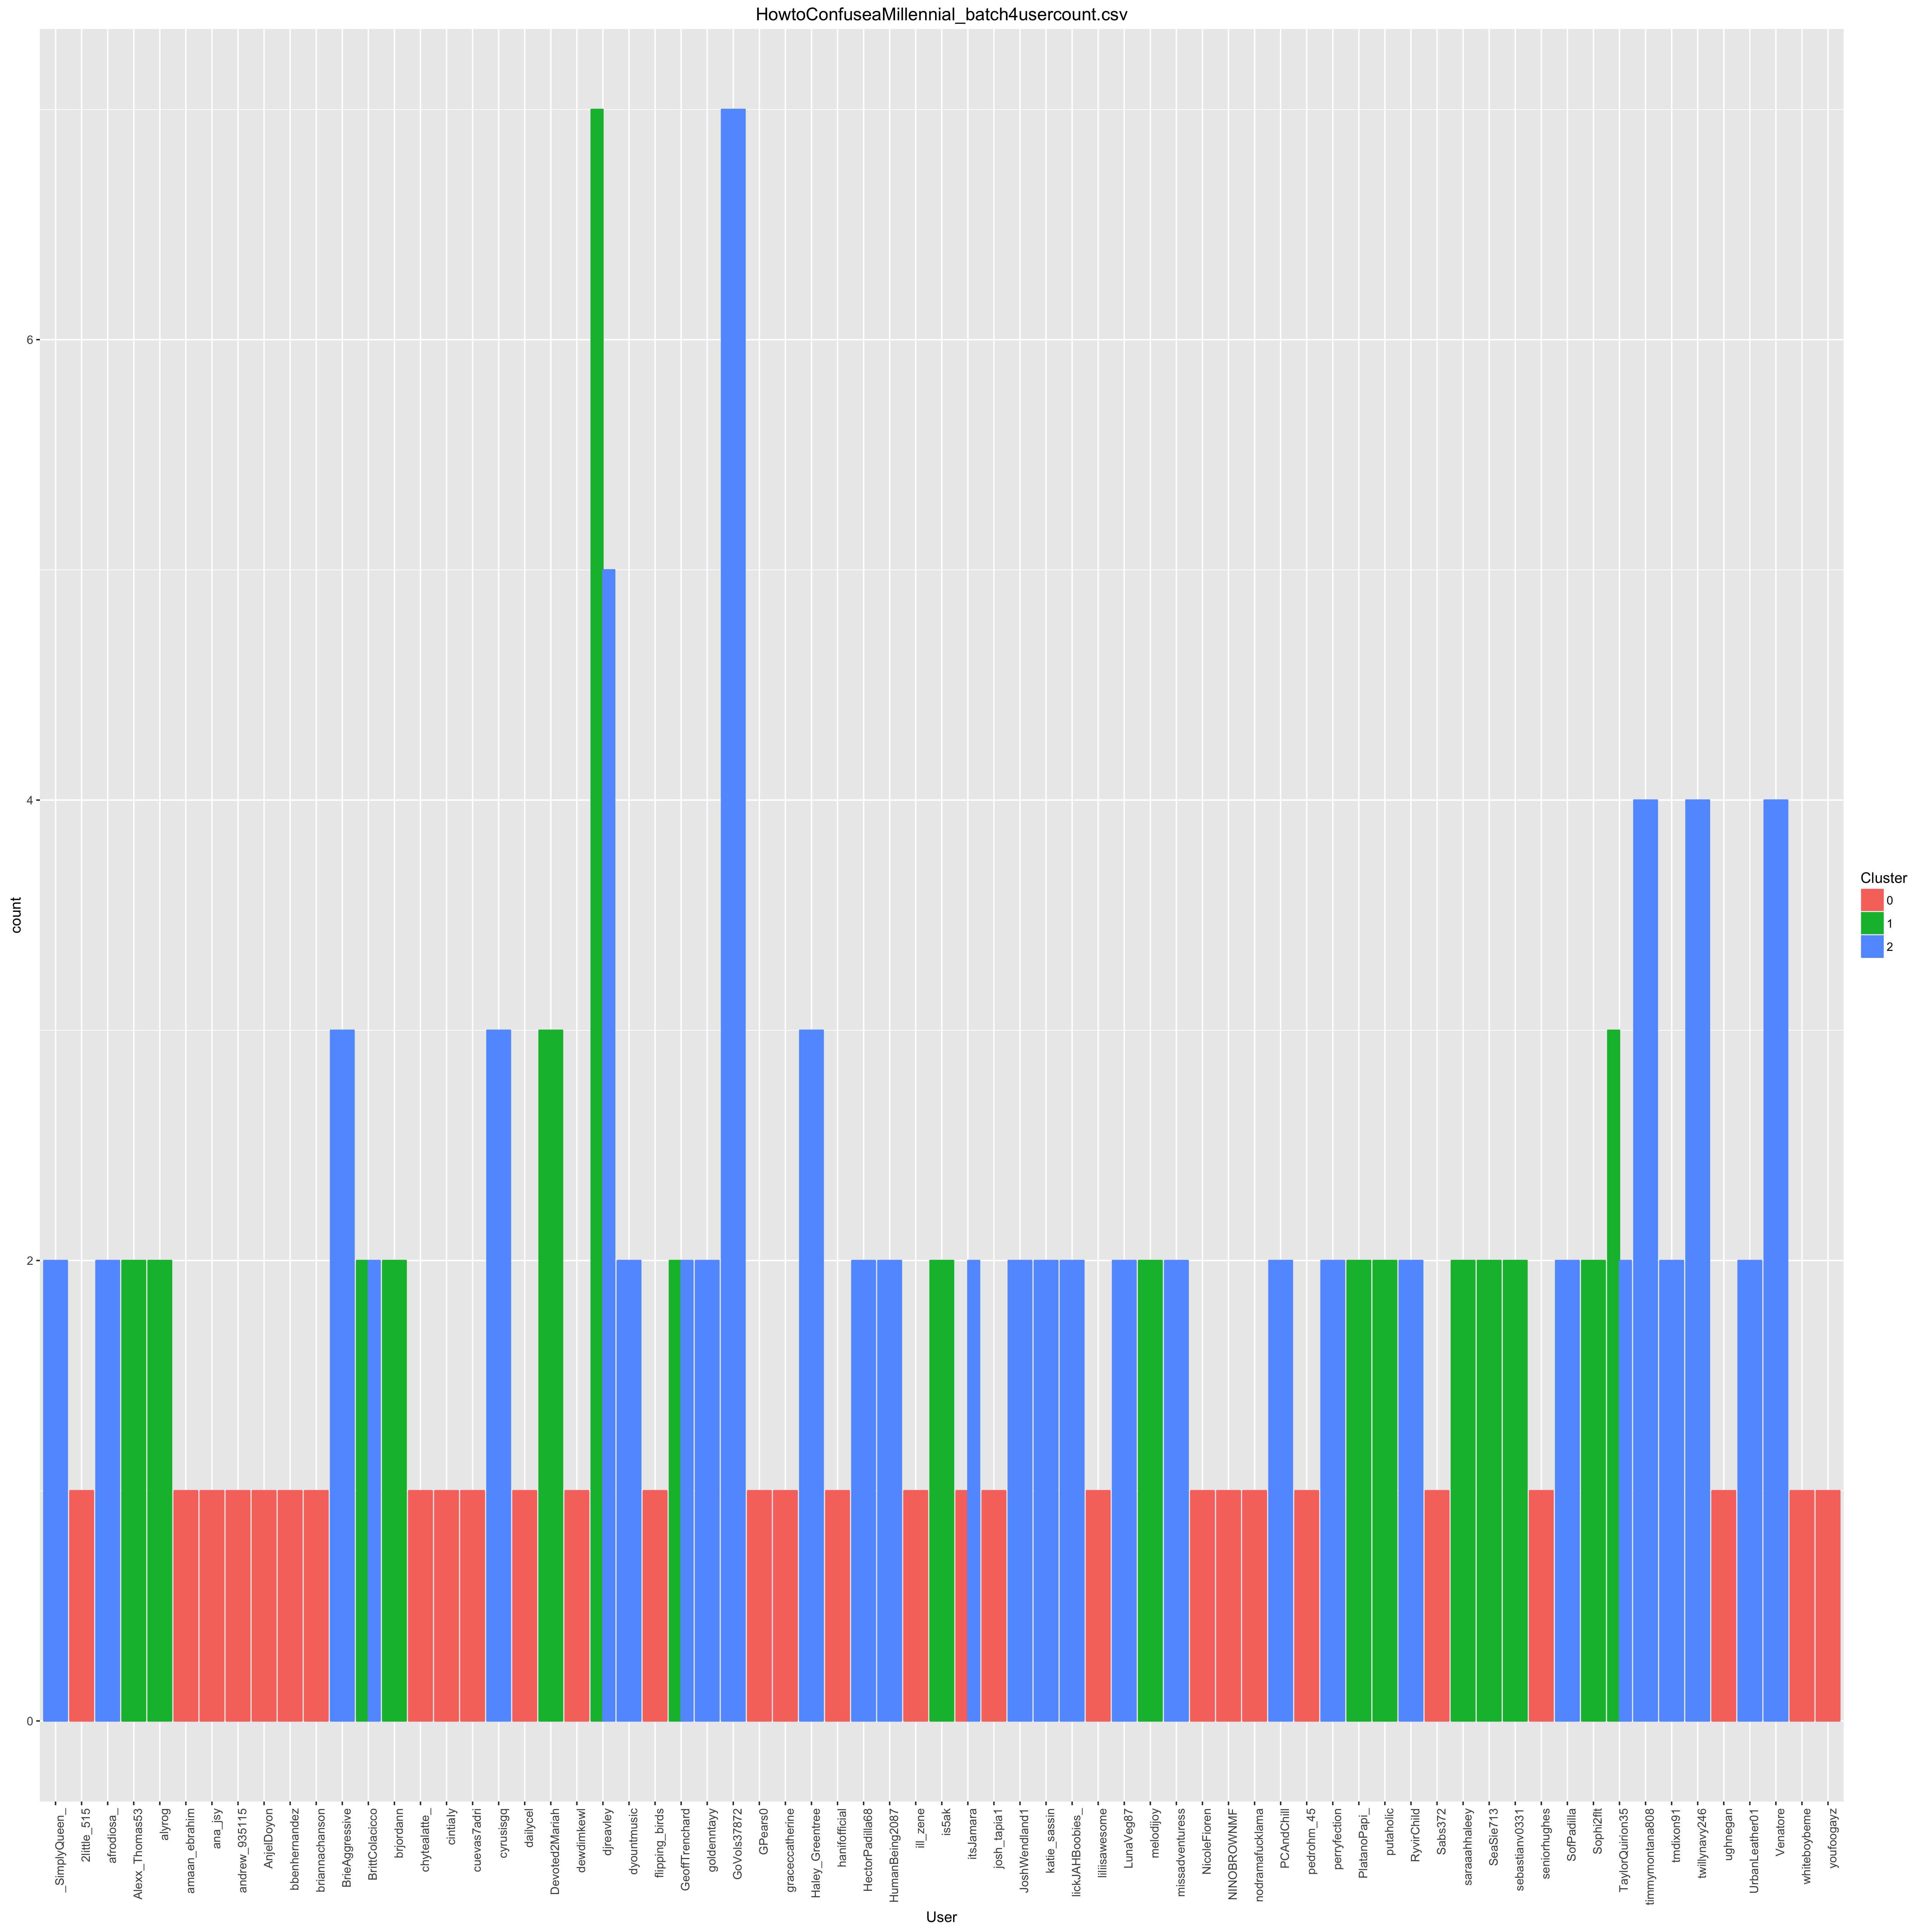 HowtoConfuseaMillennial_batch4usercount.csv
count
6
4
2
0
Cluster
0
1
2
_SimplyQueen_
2little_515
afrodiosa_
Alexx_Thomas53
alyrog
amaan_ebrahim
ana_jsy
andrew_935115
AnjelDoyon
bbenhernandez
briannachanson
BrieAggressive
BrittColacicco
brjordann
chytealatte_
cintialy
cuevas7adri
cyrusisgq
dailycel
Devoted2Mariah
dewdimkewl
djreavley
dyountmusic
flipping_birds
GeoffTrenchard
goldenntayy
GoVols37872
GPears0
graceccatherine
Haley_Greentree
hanifofficial
HectorPadilla68
HumanBeing2087
ill_zene
is5ak
itsJamara
josh_tapia1
JoshWendland1
katie_sassin
lickJAHBoobies_
liliisawesome
LunaVeg87
melodijoy
missadventuress
NicoleFioren
NINOBROWNMF
nodramafucklama
PCAndChill
pedrohm_45
perryfection
PlatanoPapi_
putaholic
RyvirChild
Sabs372
saraaahhaleey
SeaSie713
sebastianv0331
seniorhughes
SofPadilla
Sophi2flt
TaylorQuirion35
timmymontana808
tmdixon91
twillynavy246
ughnegan
UrbanLeather01
Venatore
whiteboybeme
youfoogayz
User